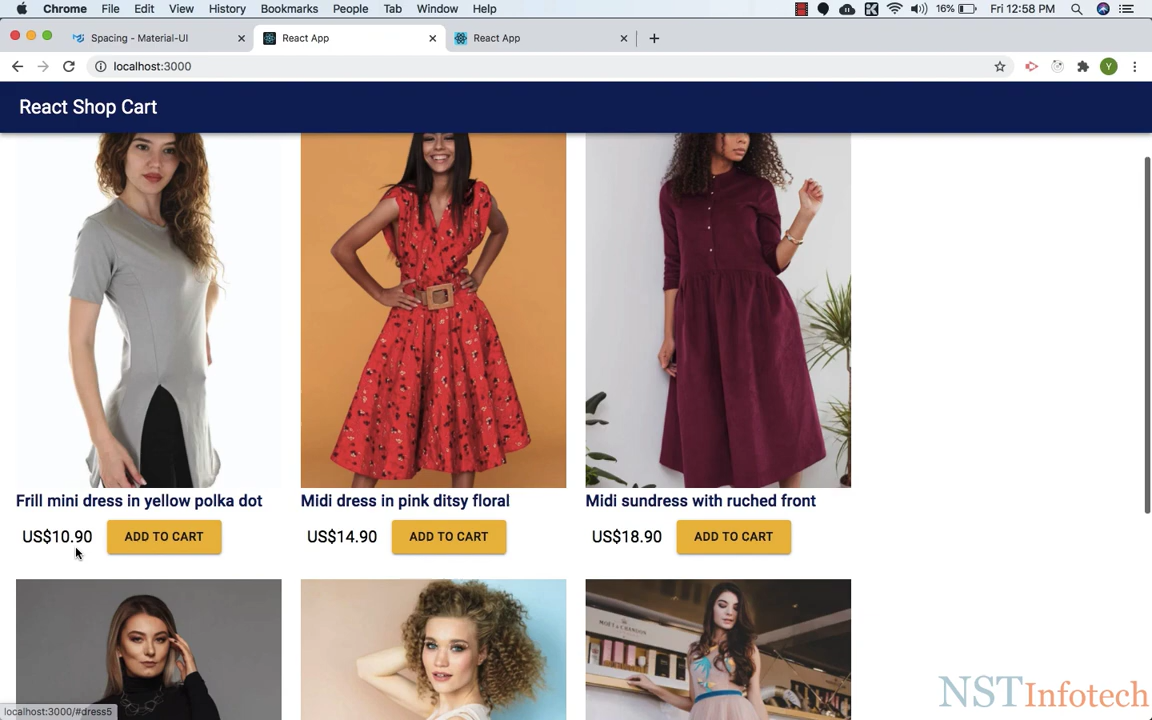 Chrome File Edit View History Bookmarks People Tab Window Help 16% Fri 12:58 PM
Spacing - Material-UI React App React App
localhost:3000 Y
React Shop Cart
Frill mini dress in yellow polka dot Midi dress in pink ditsy floral Midi sundress with ruched front
US$10.90 ADD TO CART US$14.90 ADD TO CART US$18.90 ADD TO CART
MOËT & CHANDON
NSTInfotech
localhost:3000/#dress5